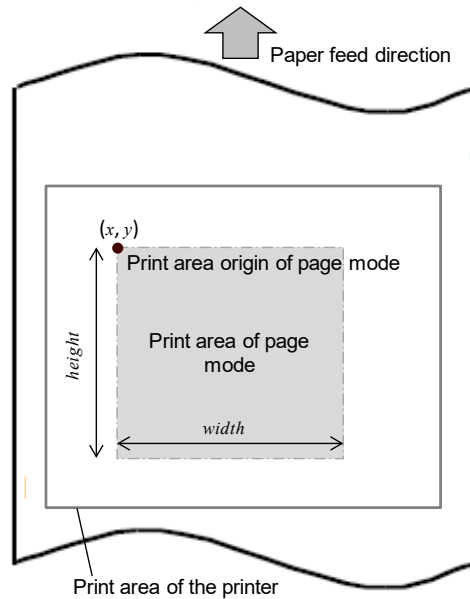 Paper feed direction
(x, y)
Print area origin of page mode
height
Print area of page
mode
width
Print area of the printer